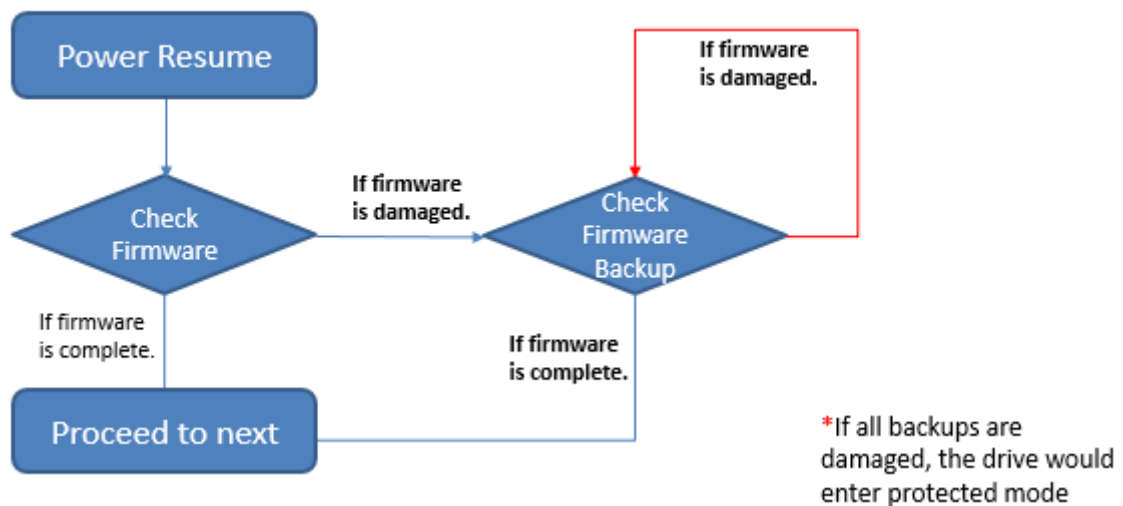 Power Resume
Check
Firmware
If firmware
is damaged.
Check
Firmware
Backup
If firmware
is damaged.
If firmware
is complete.
If firmware
is complete.
Proceed to next
*If all backups are
damaged, the drive would
enter protected mode